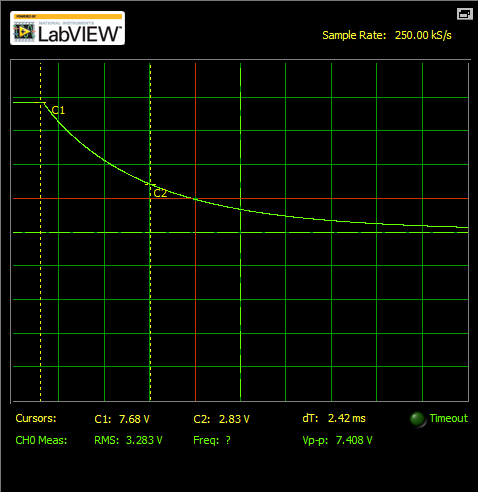 POWERED BY
NATIONAL INSTRUMENTS
LabVIEW™
Sample Rate: 250.00 kS/s
C1
C2
Cursors: C1: 7.68 V C2: 2.83 V dT: 2.42 ms Timeout
CH0 Meas: RMS: 3.283 V Freq: ? Vp-p: 7.408 V